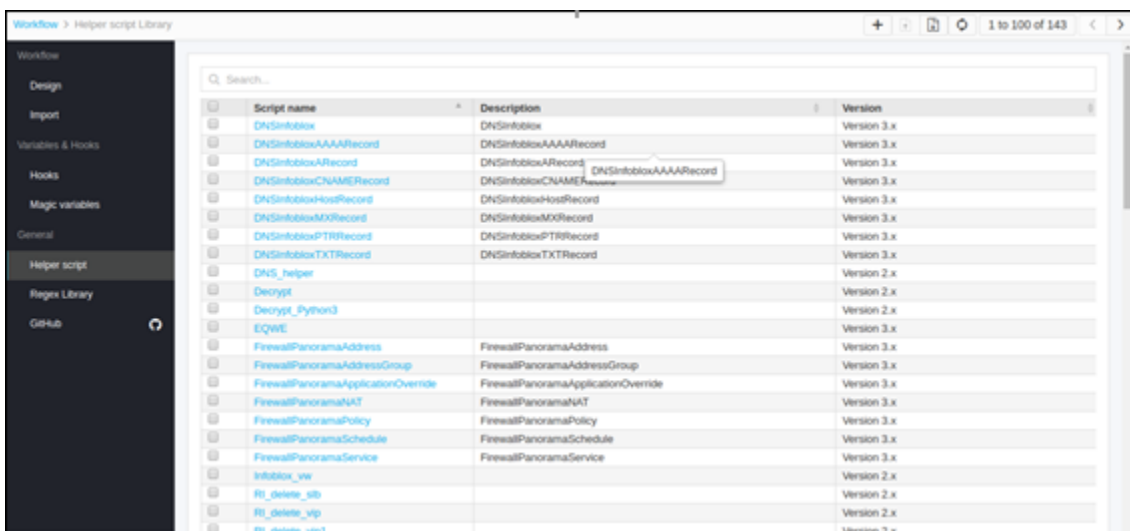 Workflow > Helper script Library
1 to 100 of 143
Workflow
Design
Import
Variables & Hooks
Hooks
Magic variables
General
Helper script
Regex Library
GitHub
Search...
Script name Description Version
DNSInfoblox DNSInfoblox Version 3.x
DNSInfobloxAAAARecord DNSInfobloxAAAARecord Version 3.x
DNSInfobloxARecord DNSInfobloxARecord Version 3.x
DNSInfobloxAAAARecord
DNSInfobloxCNAMERecord DNSInfobloxCNAMERecord Version 3.x
DNSInfobloxHostRecord DNSInfobloxHostRecord Version 3.x
DNSInfobloxMXRecord DNSInfobloxMXRecord Version 3.x
DNSInfobloxPTRRecord DNSInfobloxPTRRecord Version 3.x
DNSInfobloxTXTRecord DNSInfobloxTXTRecord Version 3.x
DNS_helper Version 2.x
Decrypt Version 2.x
Decrypt_Python3 Version 2.x
EQWE Version 3.x
FirewallPanoramaAddress FirewallPanoramaAddress Version 3.x
FirewallPanoramaAddressGroup FirewallPanoramaAddressGroup Version 3.x
FirewallPanoramaApplicationOverride FirewallPanoramaApplicationOverride Version 3.x
FirewallPanoramaNAT FirewallPanoramaNAT Version 3.x
FirewallPanoramaPolicy FirewallPanoramaPolicy Version 3.x
FirewallPanoramaSchedule FirewallPanoramaSchedule Version 3.x
FirewallPanoramaService FirewallPanoramaService Version 3.x
Infoblox_vw Version 2.x
RI_delete_slb Version 2.x
RI_delete_vip Version 2.x